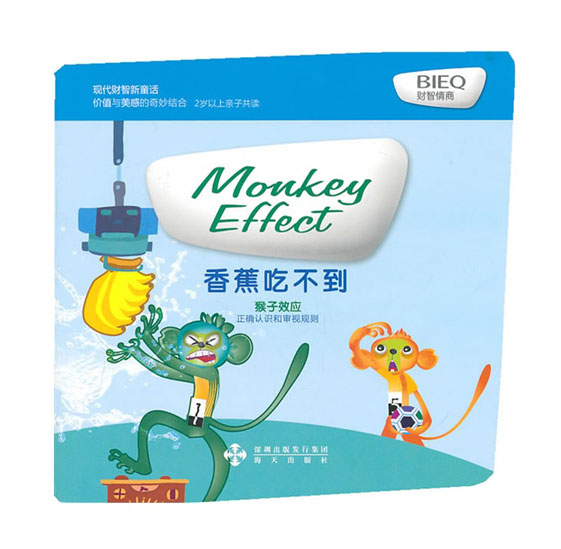 现代财智新童话
价值与美感的奇妙结合 2岁以上亲子共读
BIEQ
财智情商
Monkey
Effect
香蕉吃不到
猴子效应
正确认识和审视规则
1
深圳出版发行集团
海天出版社